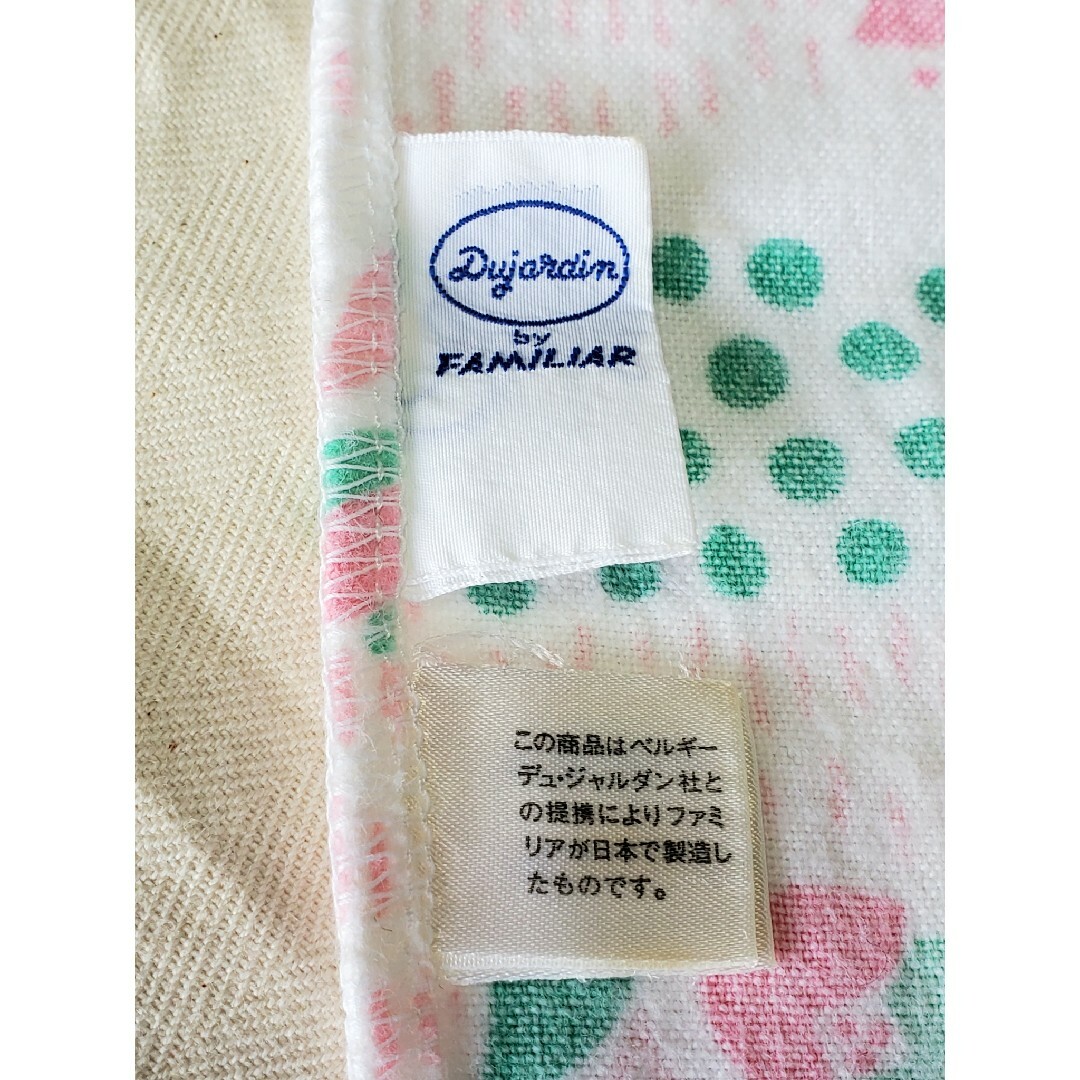 Dujardin
by
FAMILIAR
この商品はベルギー
デュ・ジャルダン社と
の提携によりファミ
リアが日本で製造し
たものです。